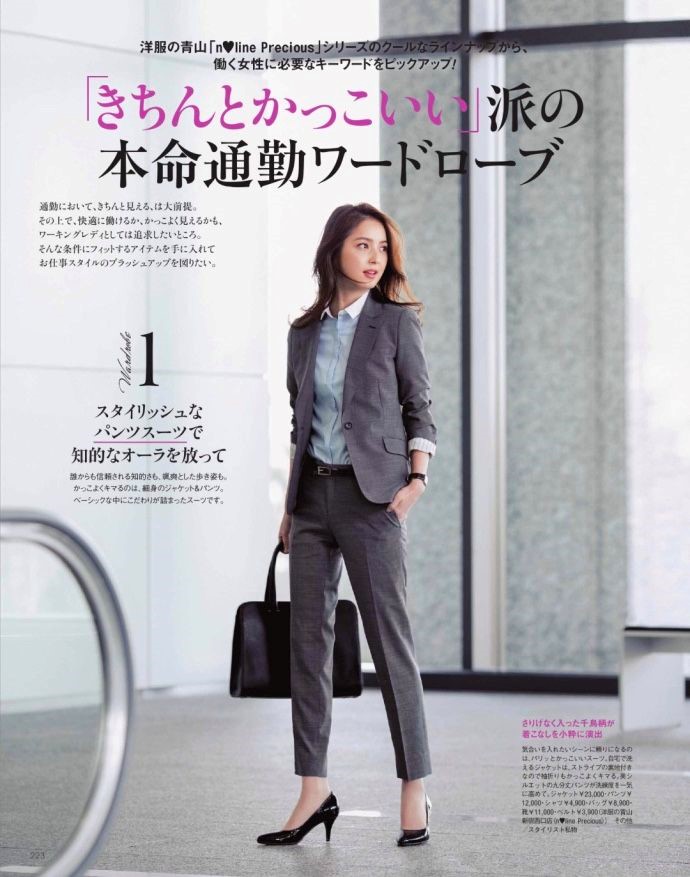 洋服の青山「n♥line Precious」シリーズのクールなラインナップから、
働く女性に必要なキーワードをピックアップ!
「きちんとかっこいい」派の
本命通勤ワードローブ
通勤において、きちんと見える、は大前提。
その上で、快適に働けるか、かっこよく見えるかも、
ワーキングレディとしては追求したいところ。
そんな条件にフィットするアイテムを手に入れて
お仕事スタイルのブラッシュアップを図りたい。
Wardrobe
1
スタイリッシュな
パンツスーツで
知的なオーラを放って
誰からも信頼される知的さも、颯爽とした歩き姿も。
かっこよくキマるのは、細身のジャケット&パンツ。
ベーシックな中にこだわりが詰まったスーツです。
さりげなく入った千鳥柄が
着こなしを小粋に演出
気合いを入れたいシーンに頼りになるの
は、パリッとかっこいいスーツ。自宅で洗
えるジャケットは、ストライプの裏地付き
なので袖折りもかっこよくキマる。美シ
ルエットの九分丈パンツが洗練度を一気
に高めて。ジャケット¥23,000・パンツ¥
12,000・シャツ¥4,900・バッグ¥8,900・
靴¥11,000・ベルト¥3,900(洋服の青山
新宿西口店〈n♥line Precious〉) その他
/スタイリスト私物
223